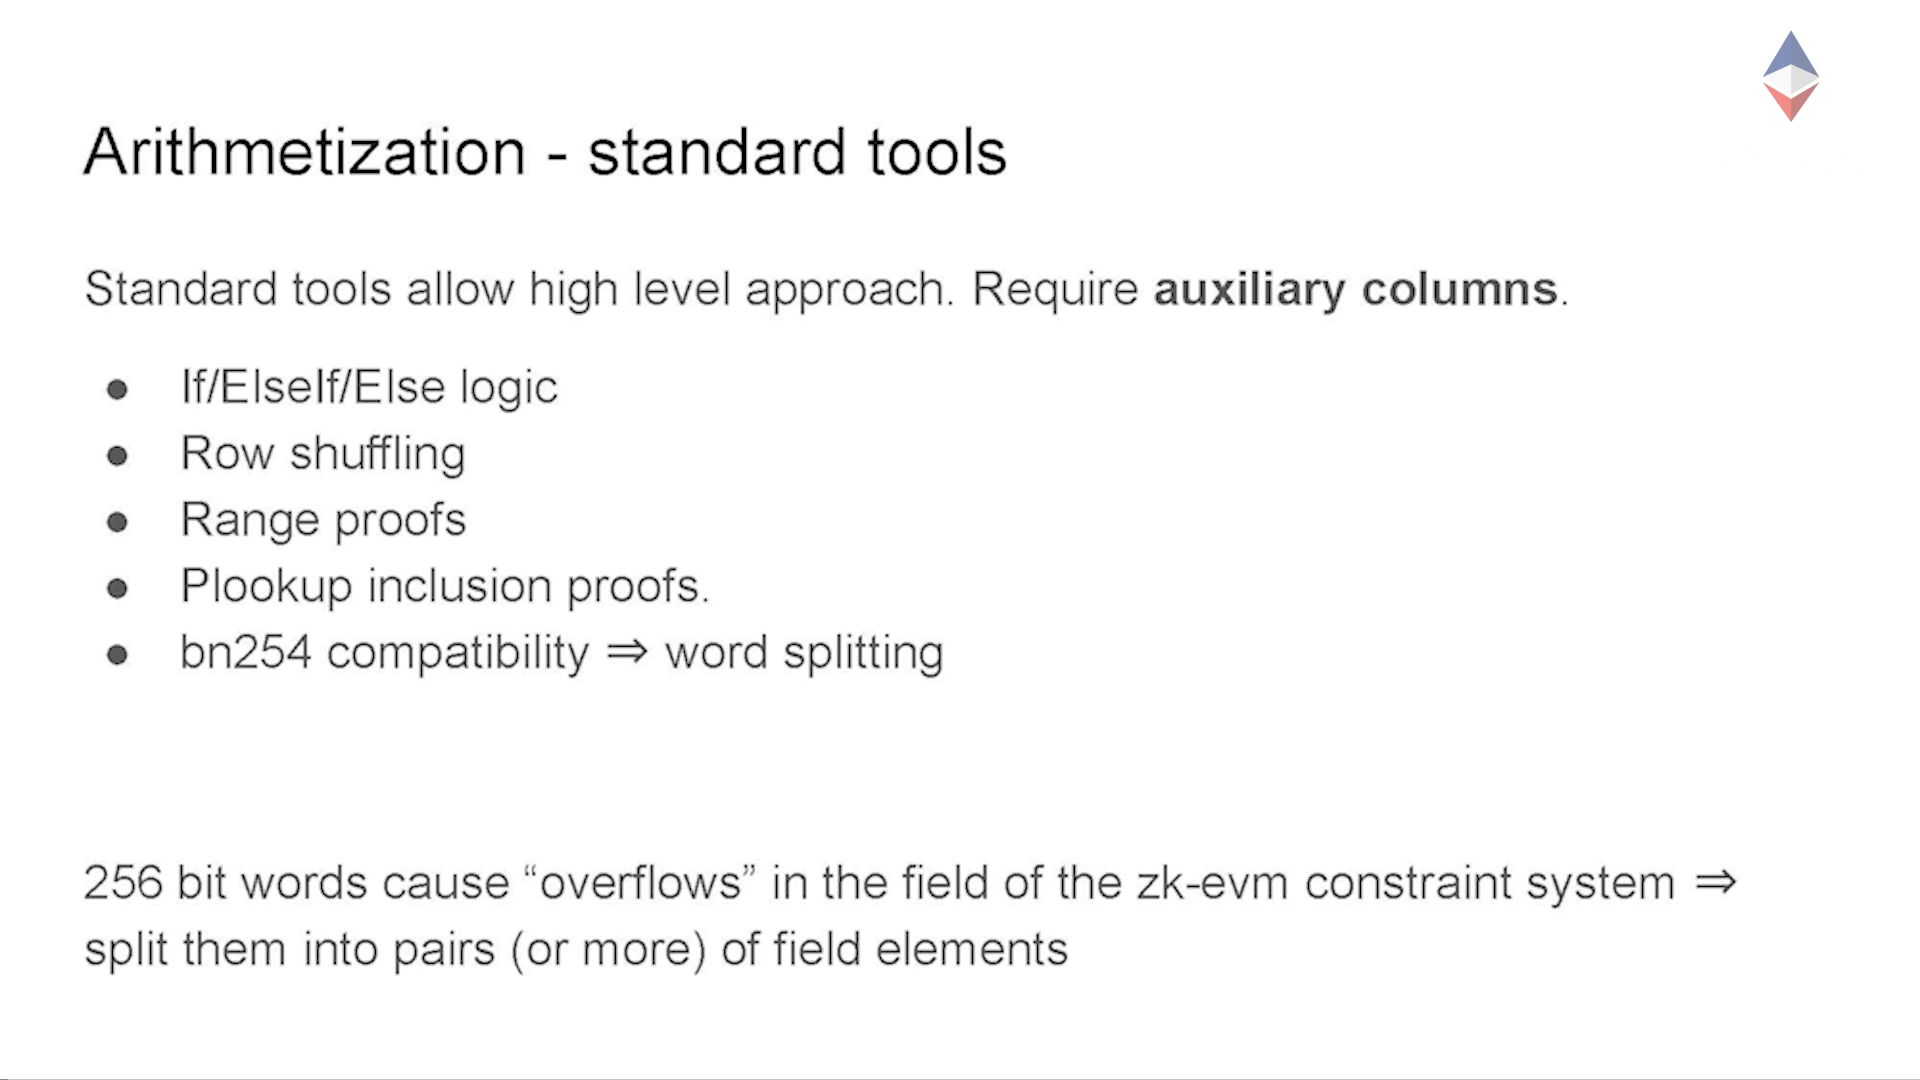 Arithmetization - standard tools
Standard tools allow high level approach. Require auxiliary columns.
● If/ElseIf/Else logic
● Row shuffling
● Range proofs
● Plookup inclusion proofs.
● bn254 compatibility ⇒ word splitting
256 bit words cause “overflows” in the field of the zk-evm constraint system ⇒
split them into pairs (or more) of field elements